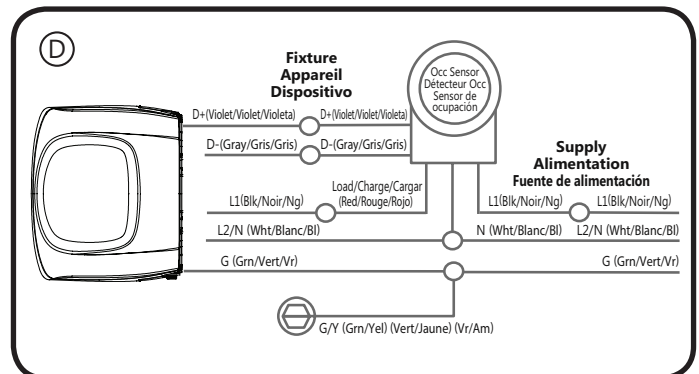 D
Fixture
Appareil
Dispositivo
Occ Sensor
Détecteur Occ
Sensor de
ocupación
D+(Violet/Violet/Violeta) D+(Violet/Violet/Violeta)
D-(Gray/Gris/Gris) D-(Gray/Gris/Gris)
Supply
Alimentation
Fuente de alimentación
Load/Charge/Cargar
(Red/Rouge/Rojo)
L1(Blk/Noir/Ng) L1(Blk/Noir/Ng) L1(Blk/Noir/Ng)
L2/N (Wht/Blanc/Bl) N (Wht/Blanc/Bl) L2/N (Wht/Blanc/Bl)
G (Grn/Vert/Vr) G (Grn/Vert/Vr)
G/Y (Grn/Yel) (Vert/Jaune) (Vr/Am)